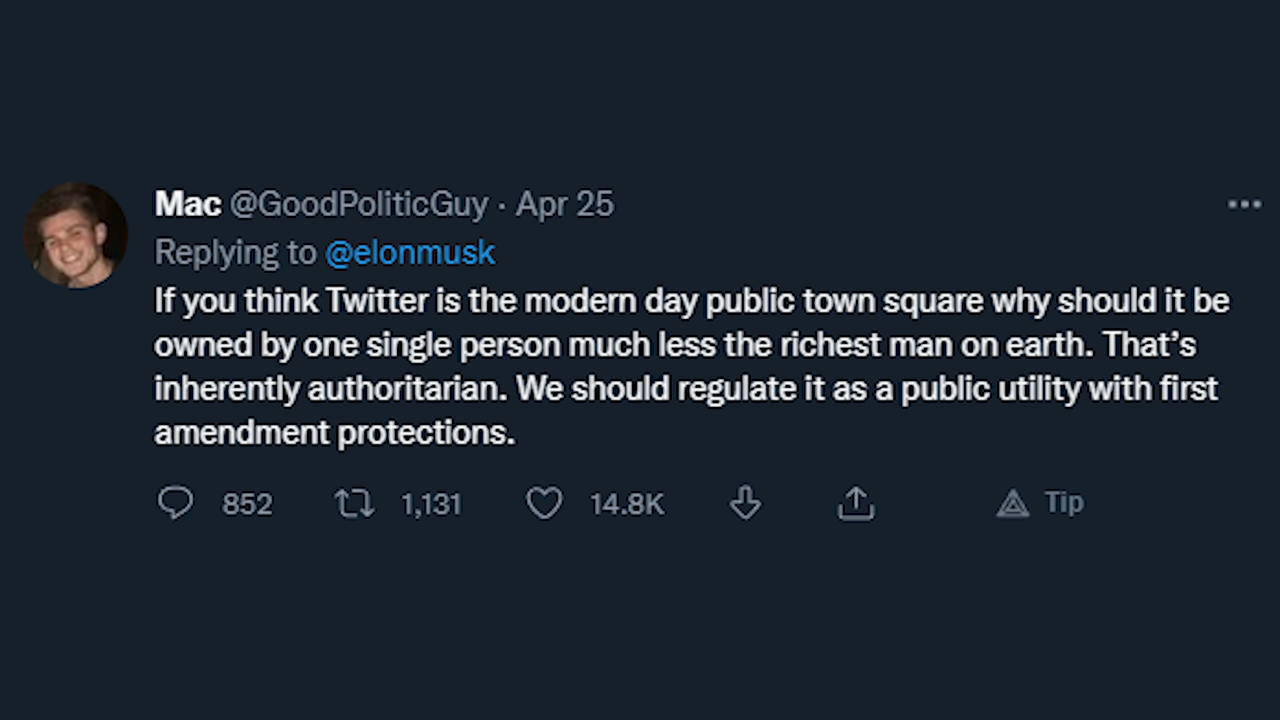 Mac @GoodPoliticGuy · Apr 25
Replying to @elonmusk
If you think Twitter is the modern day public town square why should it be
owned by one single person much less the richest man on earth. That’s
inherently authoritarian. We should regulate it as a public utility with first
amendment protections.
852 1,131 14.8K Tip